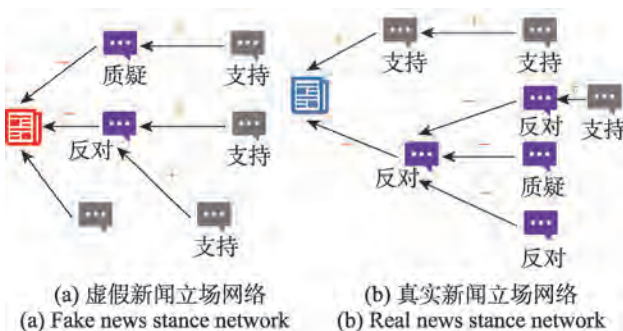 质疑
支持
反对
支持
支持
(a) 虚假新闻立场网络
(a) Fake news stance network
支持
支持
反对
支持
反对
质疑
反对
(b) 真实新闻立场网络
(b) Real news stance network